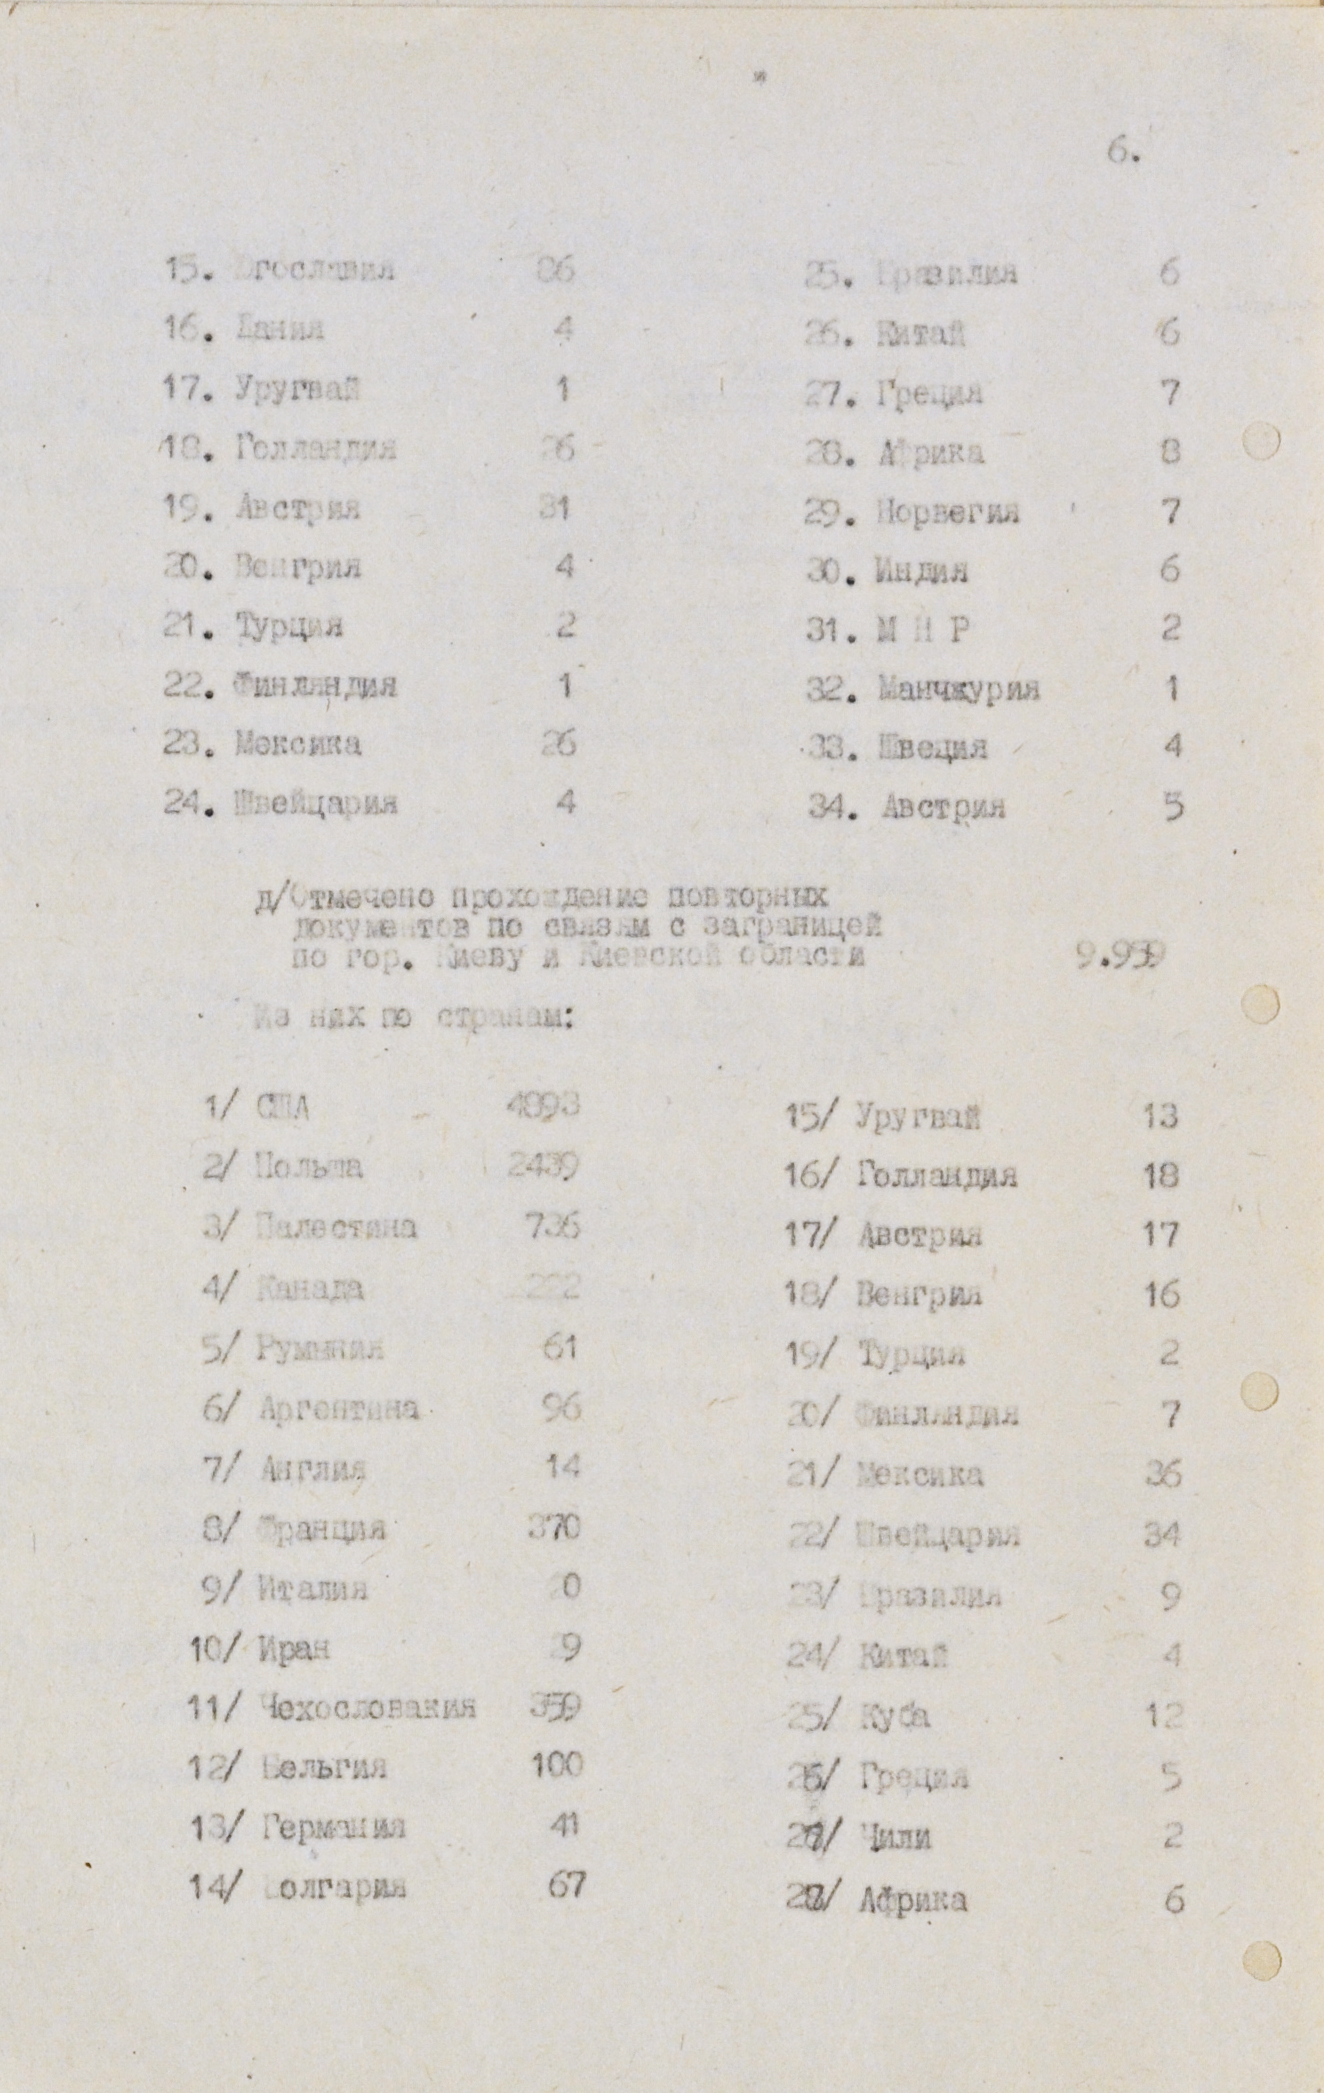 6.
15. Югославия 86
16. Дания 4
17. Уругвай 1
18. Голландия 26
19. Австрия 31
20. Венгрия 4
21. Турция 2
22. Финляндия 1
23. Мексика 26
24. Швейцария 4
25. Бразилия 6
26. Китай 6
27. Греция 7
28. Африка 8
29. Норвегия 7
30. Индия 6
31. М Н Р 2
32. Манчжурия 1
33. Швеция 4
34. Австрия 5
д/Отмечено прохождение повторных
документов по связям с заграницей
по гор. Киеву и Киевской области 9.959
Из них по странам:
1/ США 4893
2/ Польша 2439
3/ Палестина 736
4/ Канада 222
5/ Румыния 61
6/ Аргентина 96
7/ Англия 14
8/ Франция 370
9/ Италия
10/ Иран
11/ Чехословакия 359
12/ Бельгия 100
13/ Германия 41
14/ Болгария 67
15/ Уругвай 13
16/ Голландия 18
17/ Австрия 17
18/ Венгрия 16
19/ Турция 2
20/ Финляндия 7
21/ Мексика 36
22/ Швейцария 34
23/ Бразилия 9
24/ Китай 4
25/ Куба 12
26/ Греция 5
27/ Чили 2
28/ Африка 6